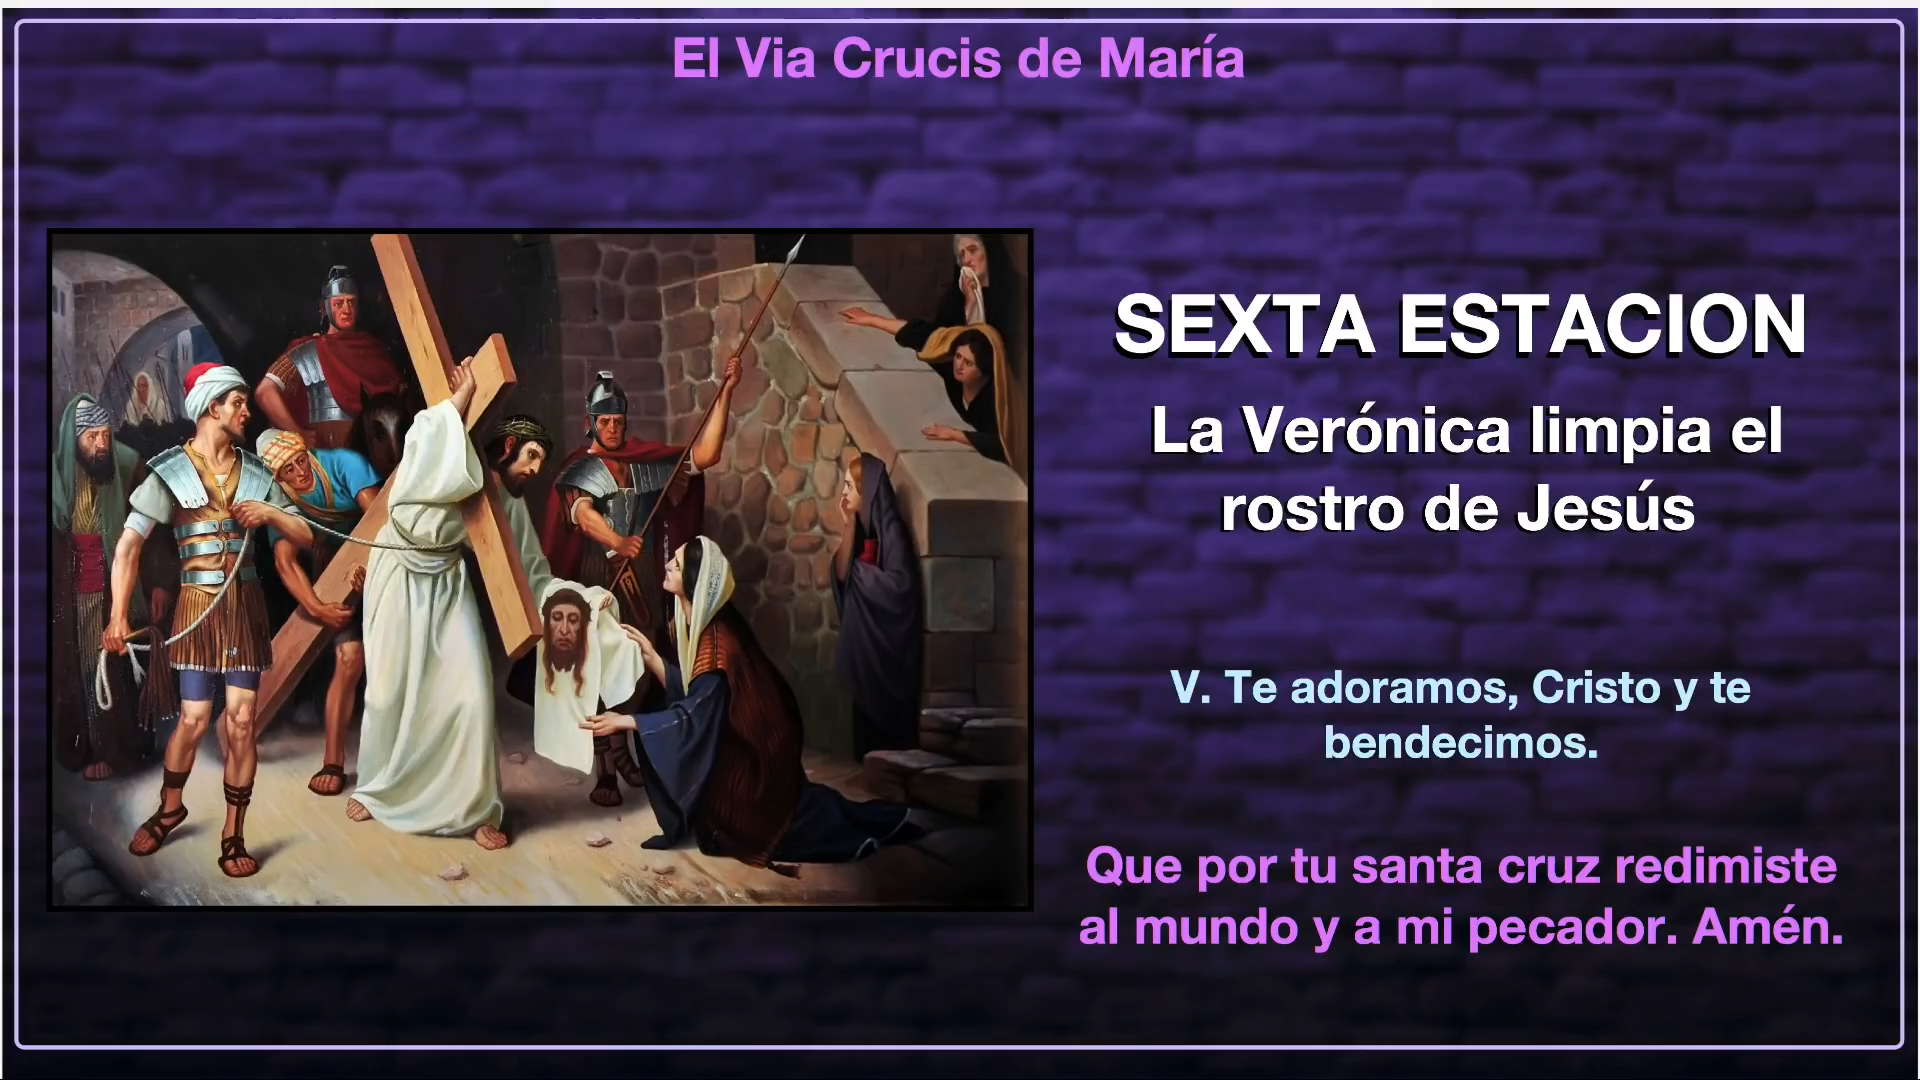 El Via Crucis de María
SEXTA ESTACION
La Verónica limpia el
rostro de Jesús
V. Te adoramos, Cristo y te
bendecimos.
Que por tu santa cruz redimiste
al mundo y a mi pecador. Amén.